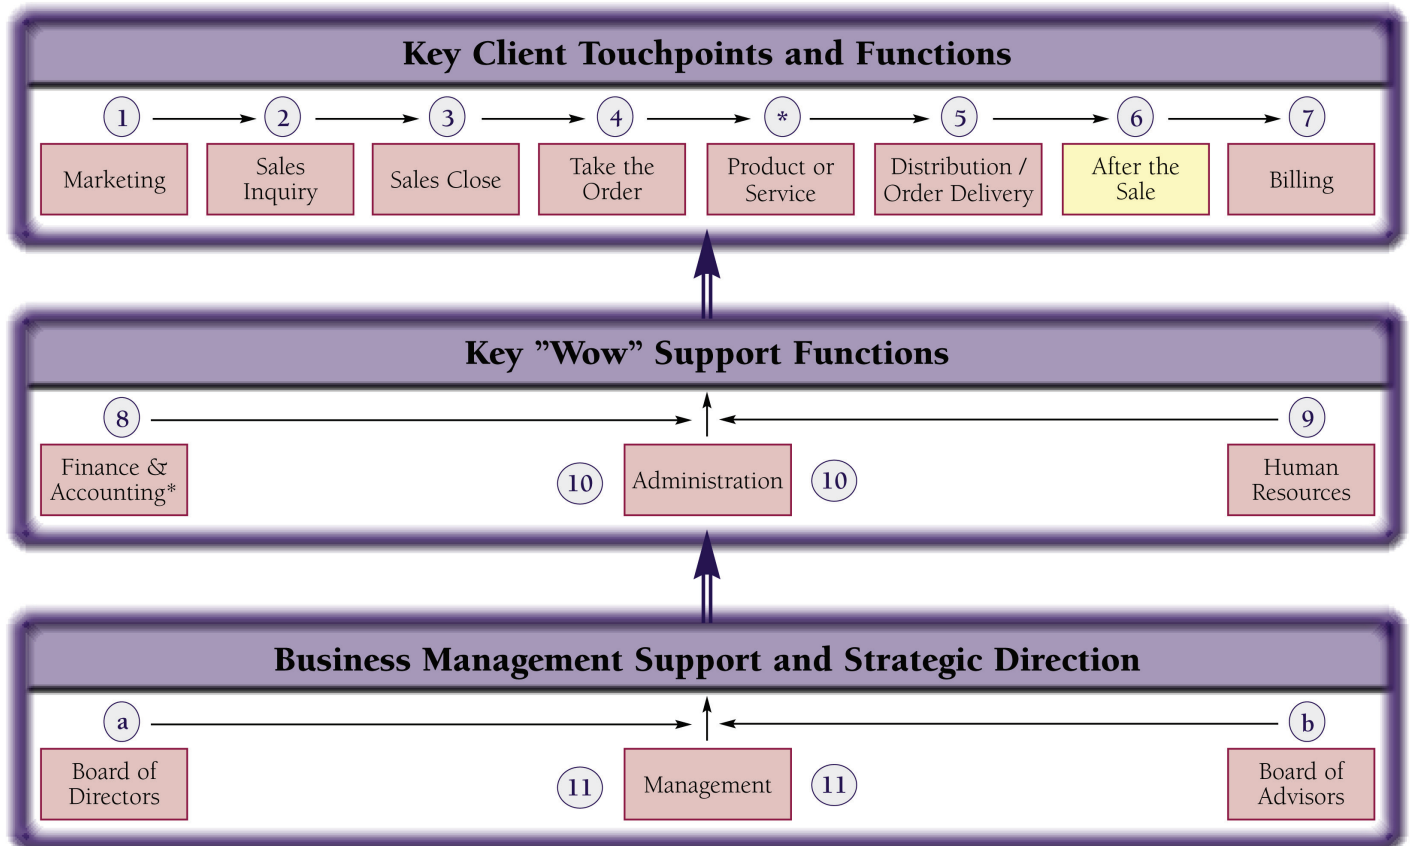 Key Client Touchpoints and Functions
1 2 3 4 * 5 6 7
Marketing
Sales
Inquiry
Sales Close
Take the
Order
Product or
Service
Distribution /
Order Delivery
After the
Sale
Billing
Key ”Wow” Support Functions
8 9
Finance &
Accounting*
10 Administration 10
Human
Resources
Business Management Support and Strategic Direction
a b
Board of
Directors
11 Management 11
Board of
Advisors